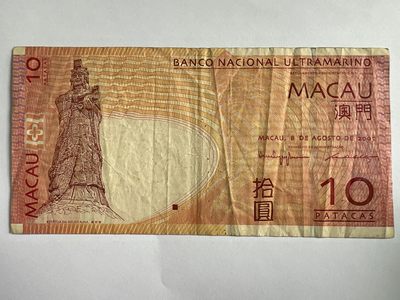 10
BANCO NACIONAL ULTRAMARINO
MACAU
澳門
MACAU, 8 DE AGOSTO DE 2005
MACAU
拾圓
10
PATACAS